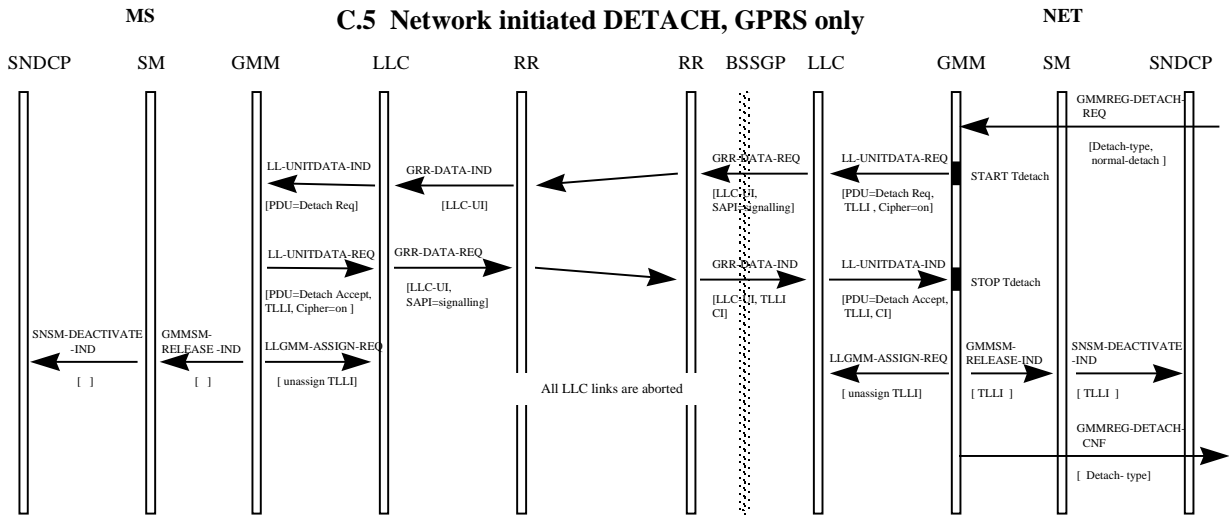 MS
C.5 Network initiated DETACH, GPRS only
NET
SNDCP SM GMM LLC RR RR BSSGP LLC GMM SM SNDCP
GMMREG-DETACH-
REQ
[Detach-type,
normal-detach ]
LL-UNITDATA-IND
[PDU=Detach Req]
GRR-DATA-IND
[LLC-UI]
GRR-DATA-REQ
[LLC-UI,
SAPI=signalling]
LL-UNITDATA-REQ
[PDU=Detach Req,
TLLI , Cipher=on]
START Tdetach
LL-UNITDATA-REQ
[PDU=Detach Accept,
TLLI, Cipher=on ]
GRR-DATA-REQ
[LLC-UI,
SAPI=signalling]
GRR-DATA-IND
[LLC-UI, TLLI
CI]
LL-UNITDATA-IND
[PDU=Detach Accept,
TLLI, CI]
STOP Tdetach
SNSM-DEACTIVATE
-IND
[ ]
GMMSM-
RELEASE -IND
[ ]
LLGMM-ASSIGN-REQ
[ unassign TLLI]
All LLC links are aborted
LLGMM-ASSIGN-REQ
[ unassign TLLI]
GMMSM-
RELEASE-IND
[ TLLI ]
SNSM-DEACTIVATE
-IND
[ TLLI ]
GMMREG-DETACH-
CNF
[ Detach- type]